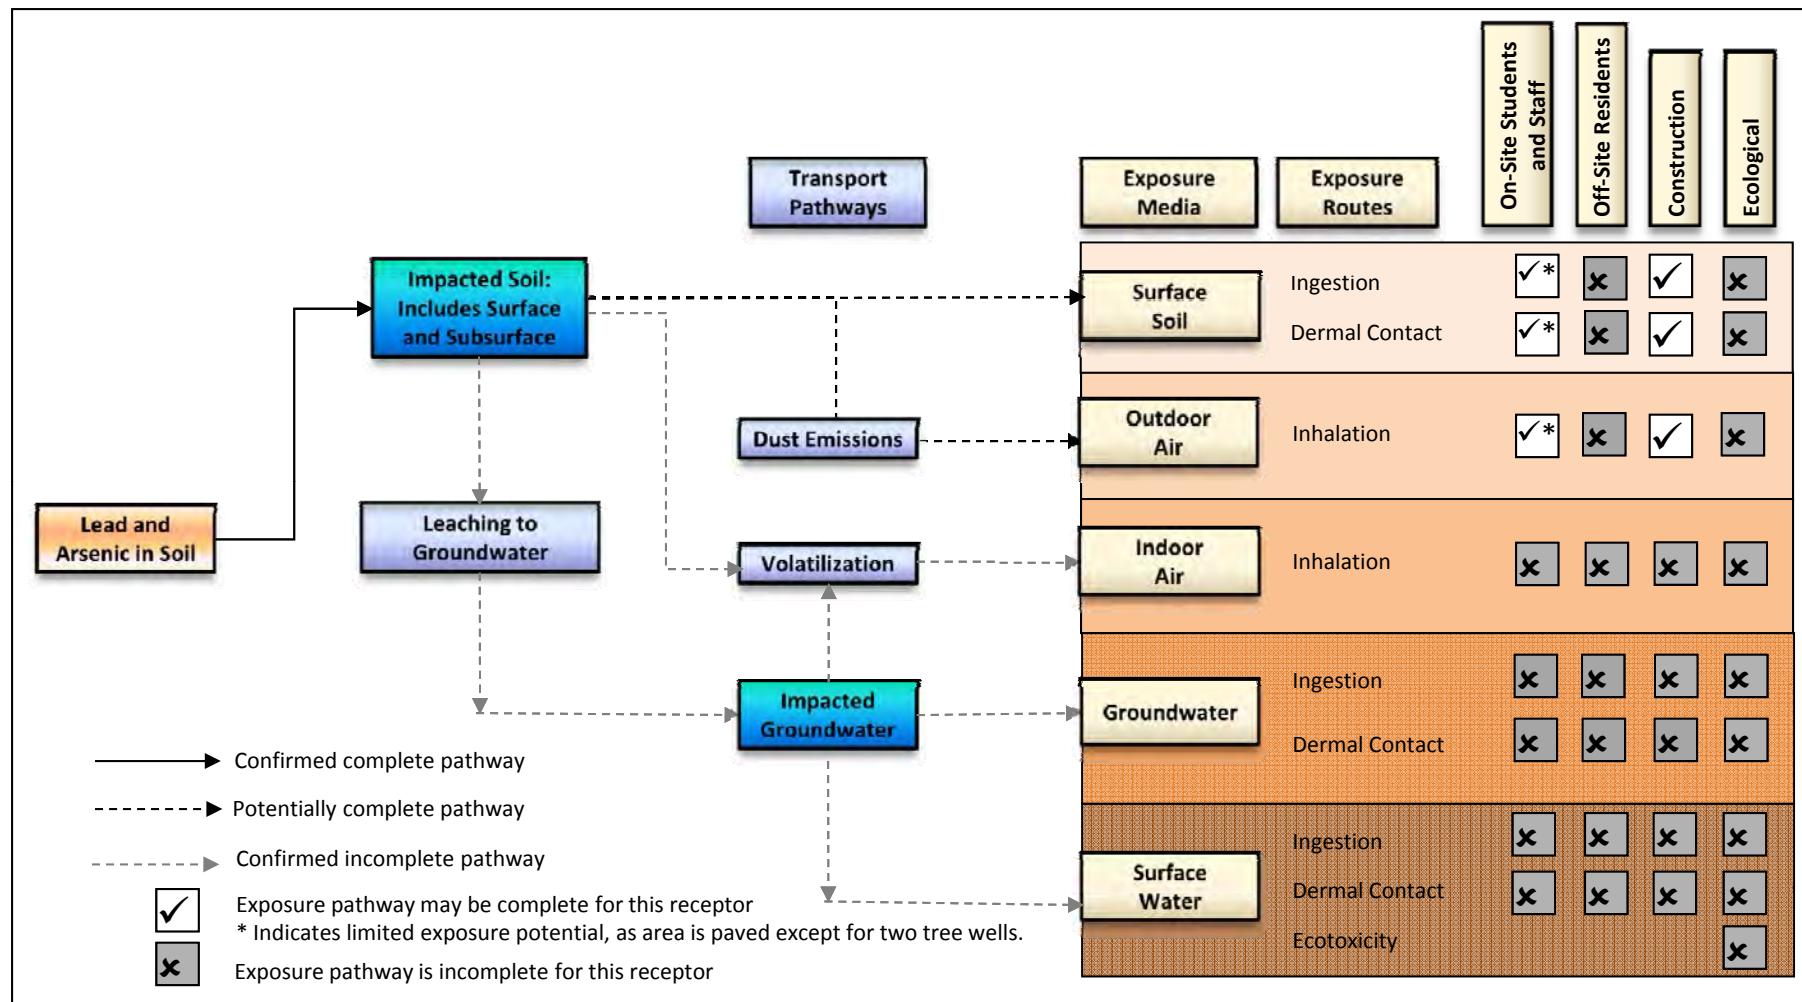 On-Site Students
and Staff
Off-Site Residents
Construction
Ecological
Transport
Pathways
Exposure
Media
Exposure
Routes
Impacted Soil:
Includes Surface
and Subsurface
Surface
Soil
Ingestion
✓*
✓
Dermal Contact
✓*
✓
Dust Emissions
Outdoor
Air
Inhalation
✓*
✓
Lead and
Arsenic in Soil
Leaching to
Groundwater
Volatilization
Indoor
Air
Inhalation
Impacted
Groundwater
Groundwater
Ingestion
Dermal Contact
Surface
Water
Ingestion
Dermal Contact
Ecotoxicity
Confirmed complete pathway
Potentially complete pathway
Confirmed incomplete pathway
Exposure pathway may be complete for this receptor
* Indicates limited exposure potential, as area is paved except for two tree wells.
Exposure pathway is incomplete for this receptor